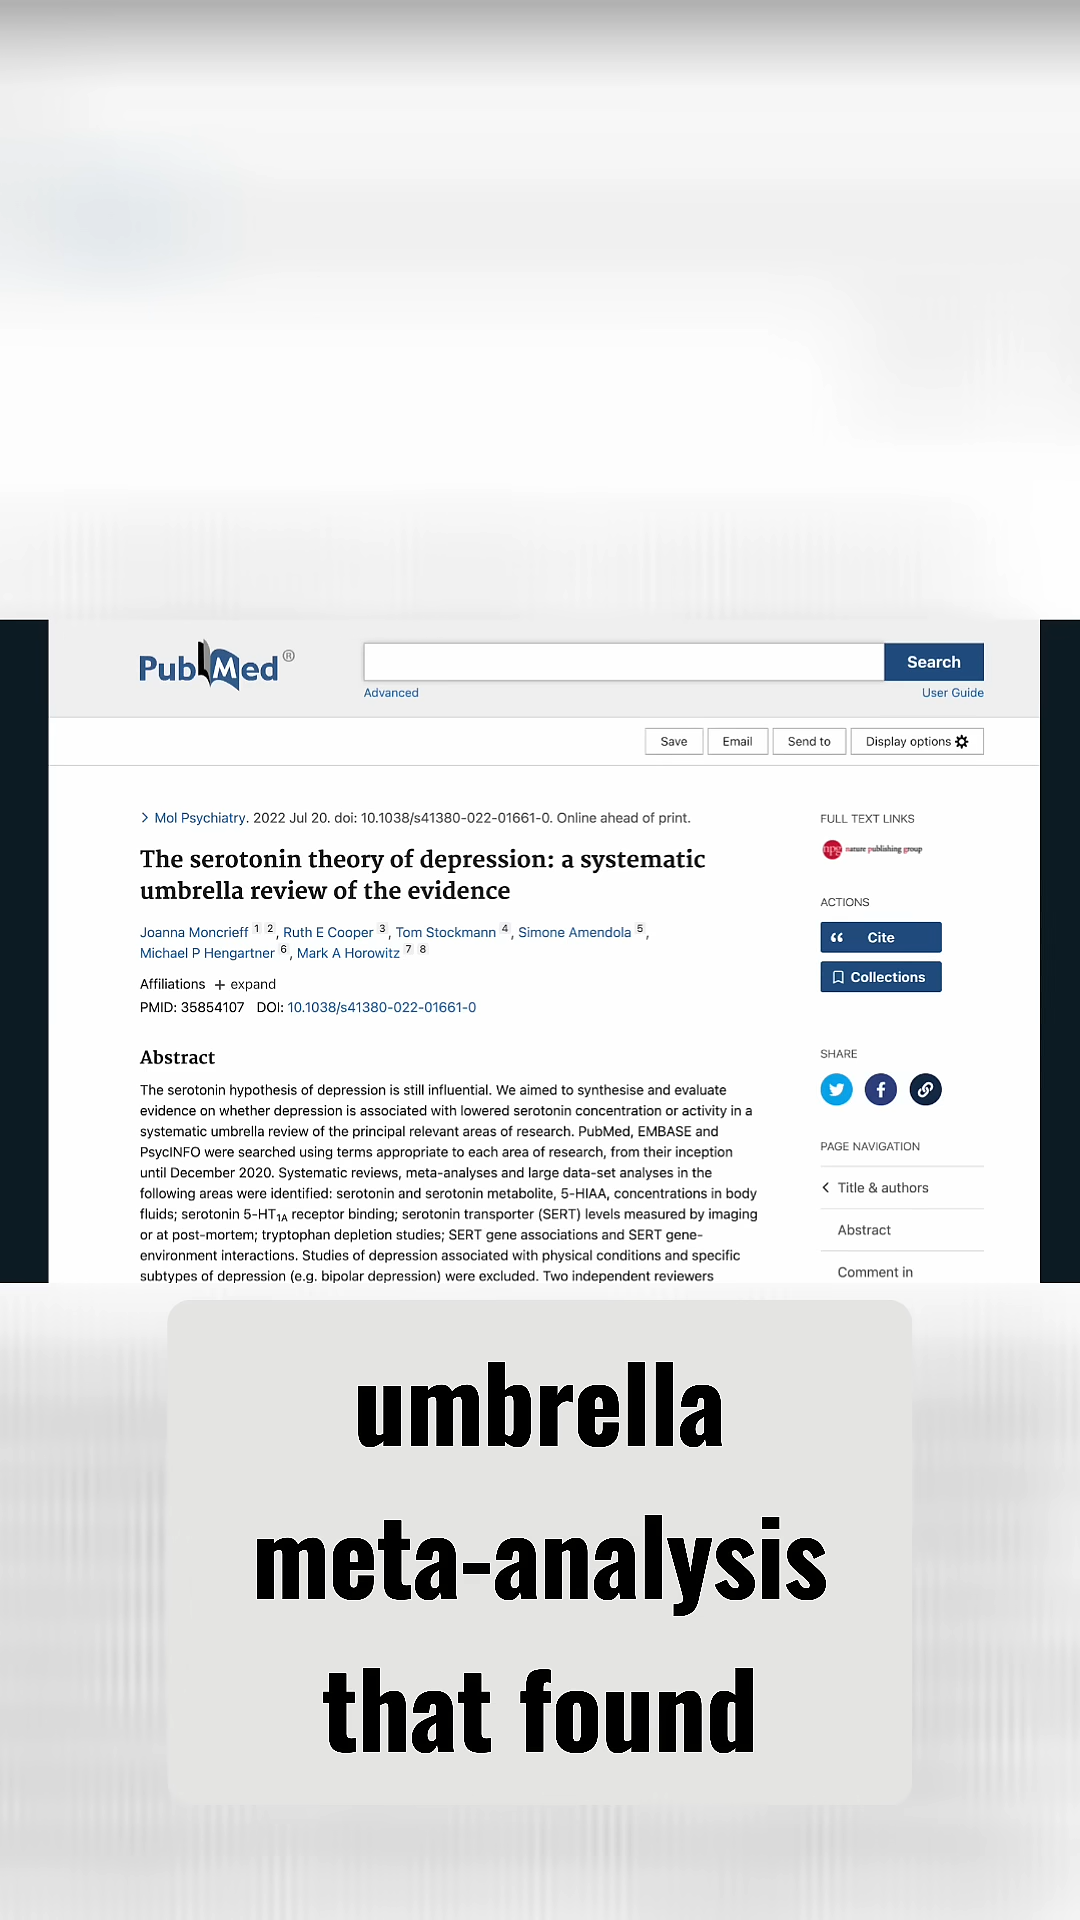 PubMed®
Search
Advanced
User Guide
Save
Email
Send to
Display options
Mol Psychiatry. 2022 Jul 20. doi: 10.1038/s41380-022-01661-0. Online ahead of print.
The serotonin theory of depression: a systematic
umbrella review of the evidence
Joanna Moncrieff 1 2, Ruth E Cooper 3, Tom Stockmann 4, Simone Amendola 5,
Michael P Hengartner 6, Mark A Horowitz 7 8
Affiliations + expand
PMID: 35854107 DOI: 10.1038/s41380-022-01661-0
Abstract
The serotonin hypothesis of depression is still influential. We aimed to synthesise and evaluate
evidence on whether depression is associated with lowered serotonin concentration or activity in a
systematic umbrella review of the principal relevant areas of research. PubMed, EMBASE and
PsycINFO were searched using terms appropriate to each area of research, from their inception
until December 2020. Systematic reviews, meta-analyses and large data-set analyses in the
following areas were identified: serotonin and serotonin metabolite, 5-HIAA, concentrations in body
fluids; serotonin 5-HT1A receptor binding; serotonin transporter (SERT) levels measured by imaging
or at post-mortem; tryptophan depletion studies; SERT gene associations and SERT gene-
environment interactions. Studies of depression associated with physical conditions and specific
subtypes of depression (e.g. bipolar depression) were excluded. Two independent reviewers
FULL TEXT LINKS
npg nature publishing group
ACTIONS
Cite
Collections
SHARE
PAGE NAVIGATION
Title & authors
Abstract
Comment in
umbrella
meta-analysis
that found